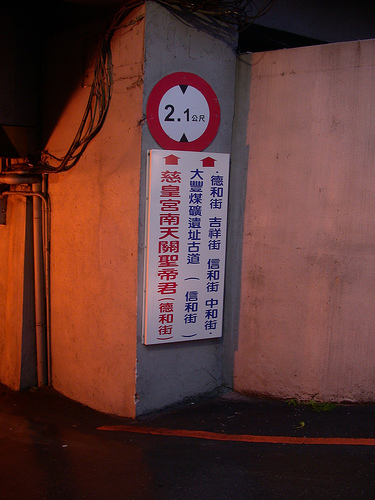 2.1公尺
德和街 吉祥街 信和街 中和街
大豐煤礦遺址古道 (信和街)
慈皇宮南天關聖帝君(德和街)